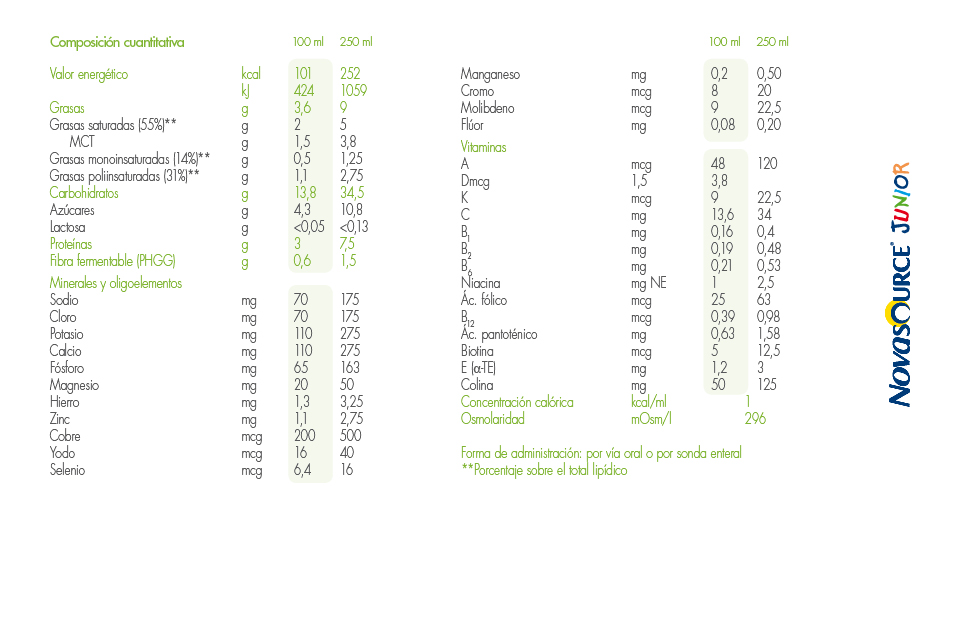 Composición cuantitativa 100 ml 250 ml
Valor energético kcal 101 252
kJ 424 1059
Grasas g 3,6 9
Grasas saturadas (55%)** g 2 5
MCT g 1,5 3,8
Grasas monoinsaturadas (14%)** g 0,5 1,25
Grasas poliinsaturadas (31%)** g 1,1 2,75
Carbohidratos g 13,8 34,5
Azúcares g 4,3 10,8
Lactosa g <0,05 <0,13
Proteínas g 3 7,5
Fibra fermentable (PHGG) g 0,6 1,5
Minerales y oligoelementos
Sodio mg 70 175
Cloro mg 70 175
Potasio mg 110 275
Calcio mg 110 275
Fósforo mg 65 163
Magnesio mg 20 50
Hierro mg 1,3 3,25
Zinc mg 1,1 2,75
Cobre mcg 200 500
Yodo mcg 16 40
Selenio mcg 6,4 16
100 ml 250 ml
Manganeso mg 0,2 0,50
Cromo mcg 8 20
Molibdeno mcg 9 22,5
Flúor mg 0,08 0,20
Vitaminas
A mcg 48 120
Dmcg 1,5 3,8
K mcg 9 22,5
C mg 13,6 34
B1 mg 0,16 0,4
B2 mg 0,19 0,48
B6 mg 0,21 0,53
Niacina mg NE 1 2,5
Ác. fólico mcg 25 63
B12 mcg 0,39 0,98
Ác. pantoténico mg 0,63 1,58
Biotina mcg 5 12,5
E (α-TE) mg 1,2 3
Colina mg 50 125
Concentración calórica kcal/ml 1
Osmolaridad mOsm/l 296
Forma de administración: por vía oral o por sonda enteral
**Porcentaje sobre el total lipídico
NOVASOURCE® JUNIOR